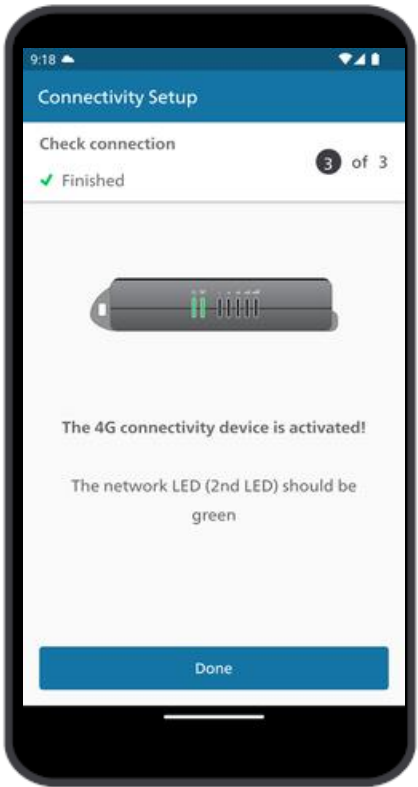 9:18
Connectivity Setup
Check connection
3 of 3
Finished
The 4G connectivity device is activated!
The network LED (2nd LED) should be
green
Done